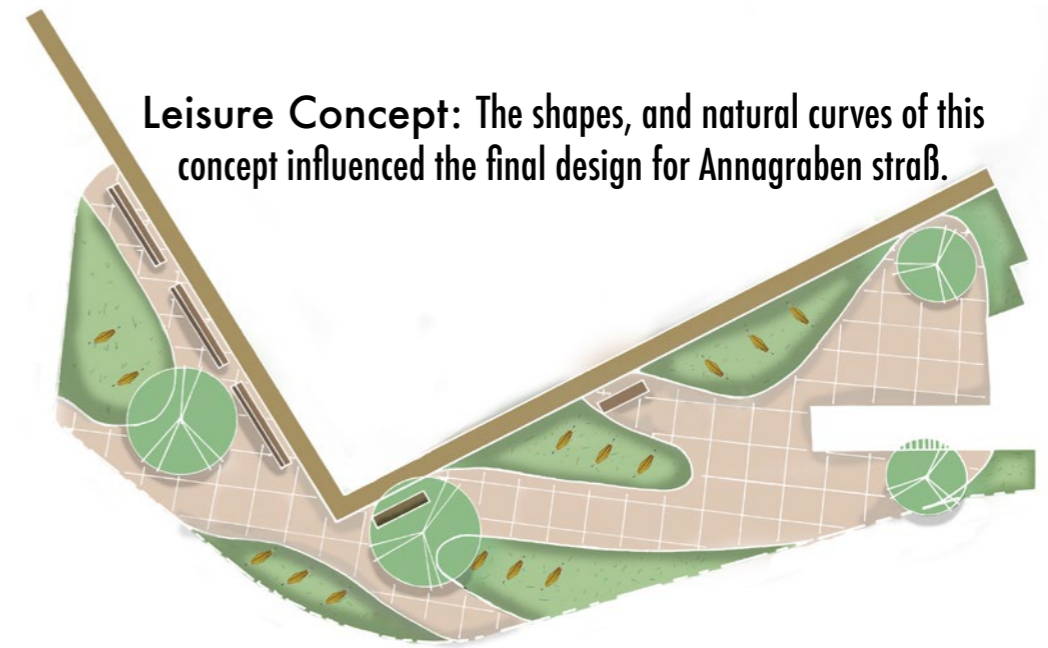 Leisure Concept: The shapes, and natural curves of this
concept influenced the final design for Annagraben straß.